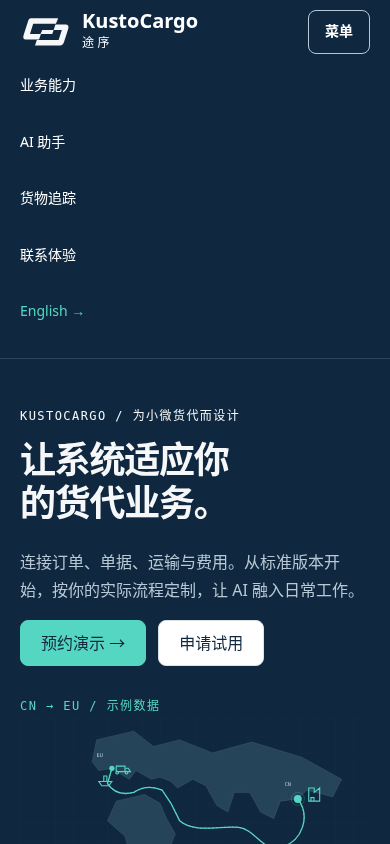 KustoCargo
途序
菜单
业务能力
AI 助手
货物追踪
联系体验
English →
KUSTOCARGO / 为小微货代而设计
让系统适应你
的货代业务。
连接订单、单据、运输与费用。从标准版本开
始，按你的实际流程定制，让 AI 融入日常工作。
预约演示 →
申请试用
CN → EU / 示例数据
EU
CN